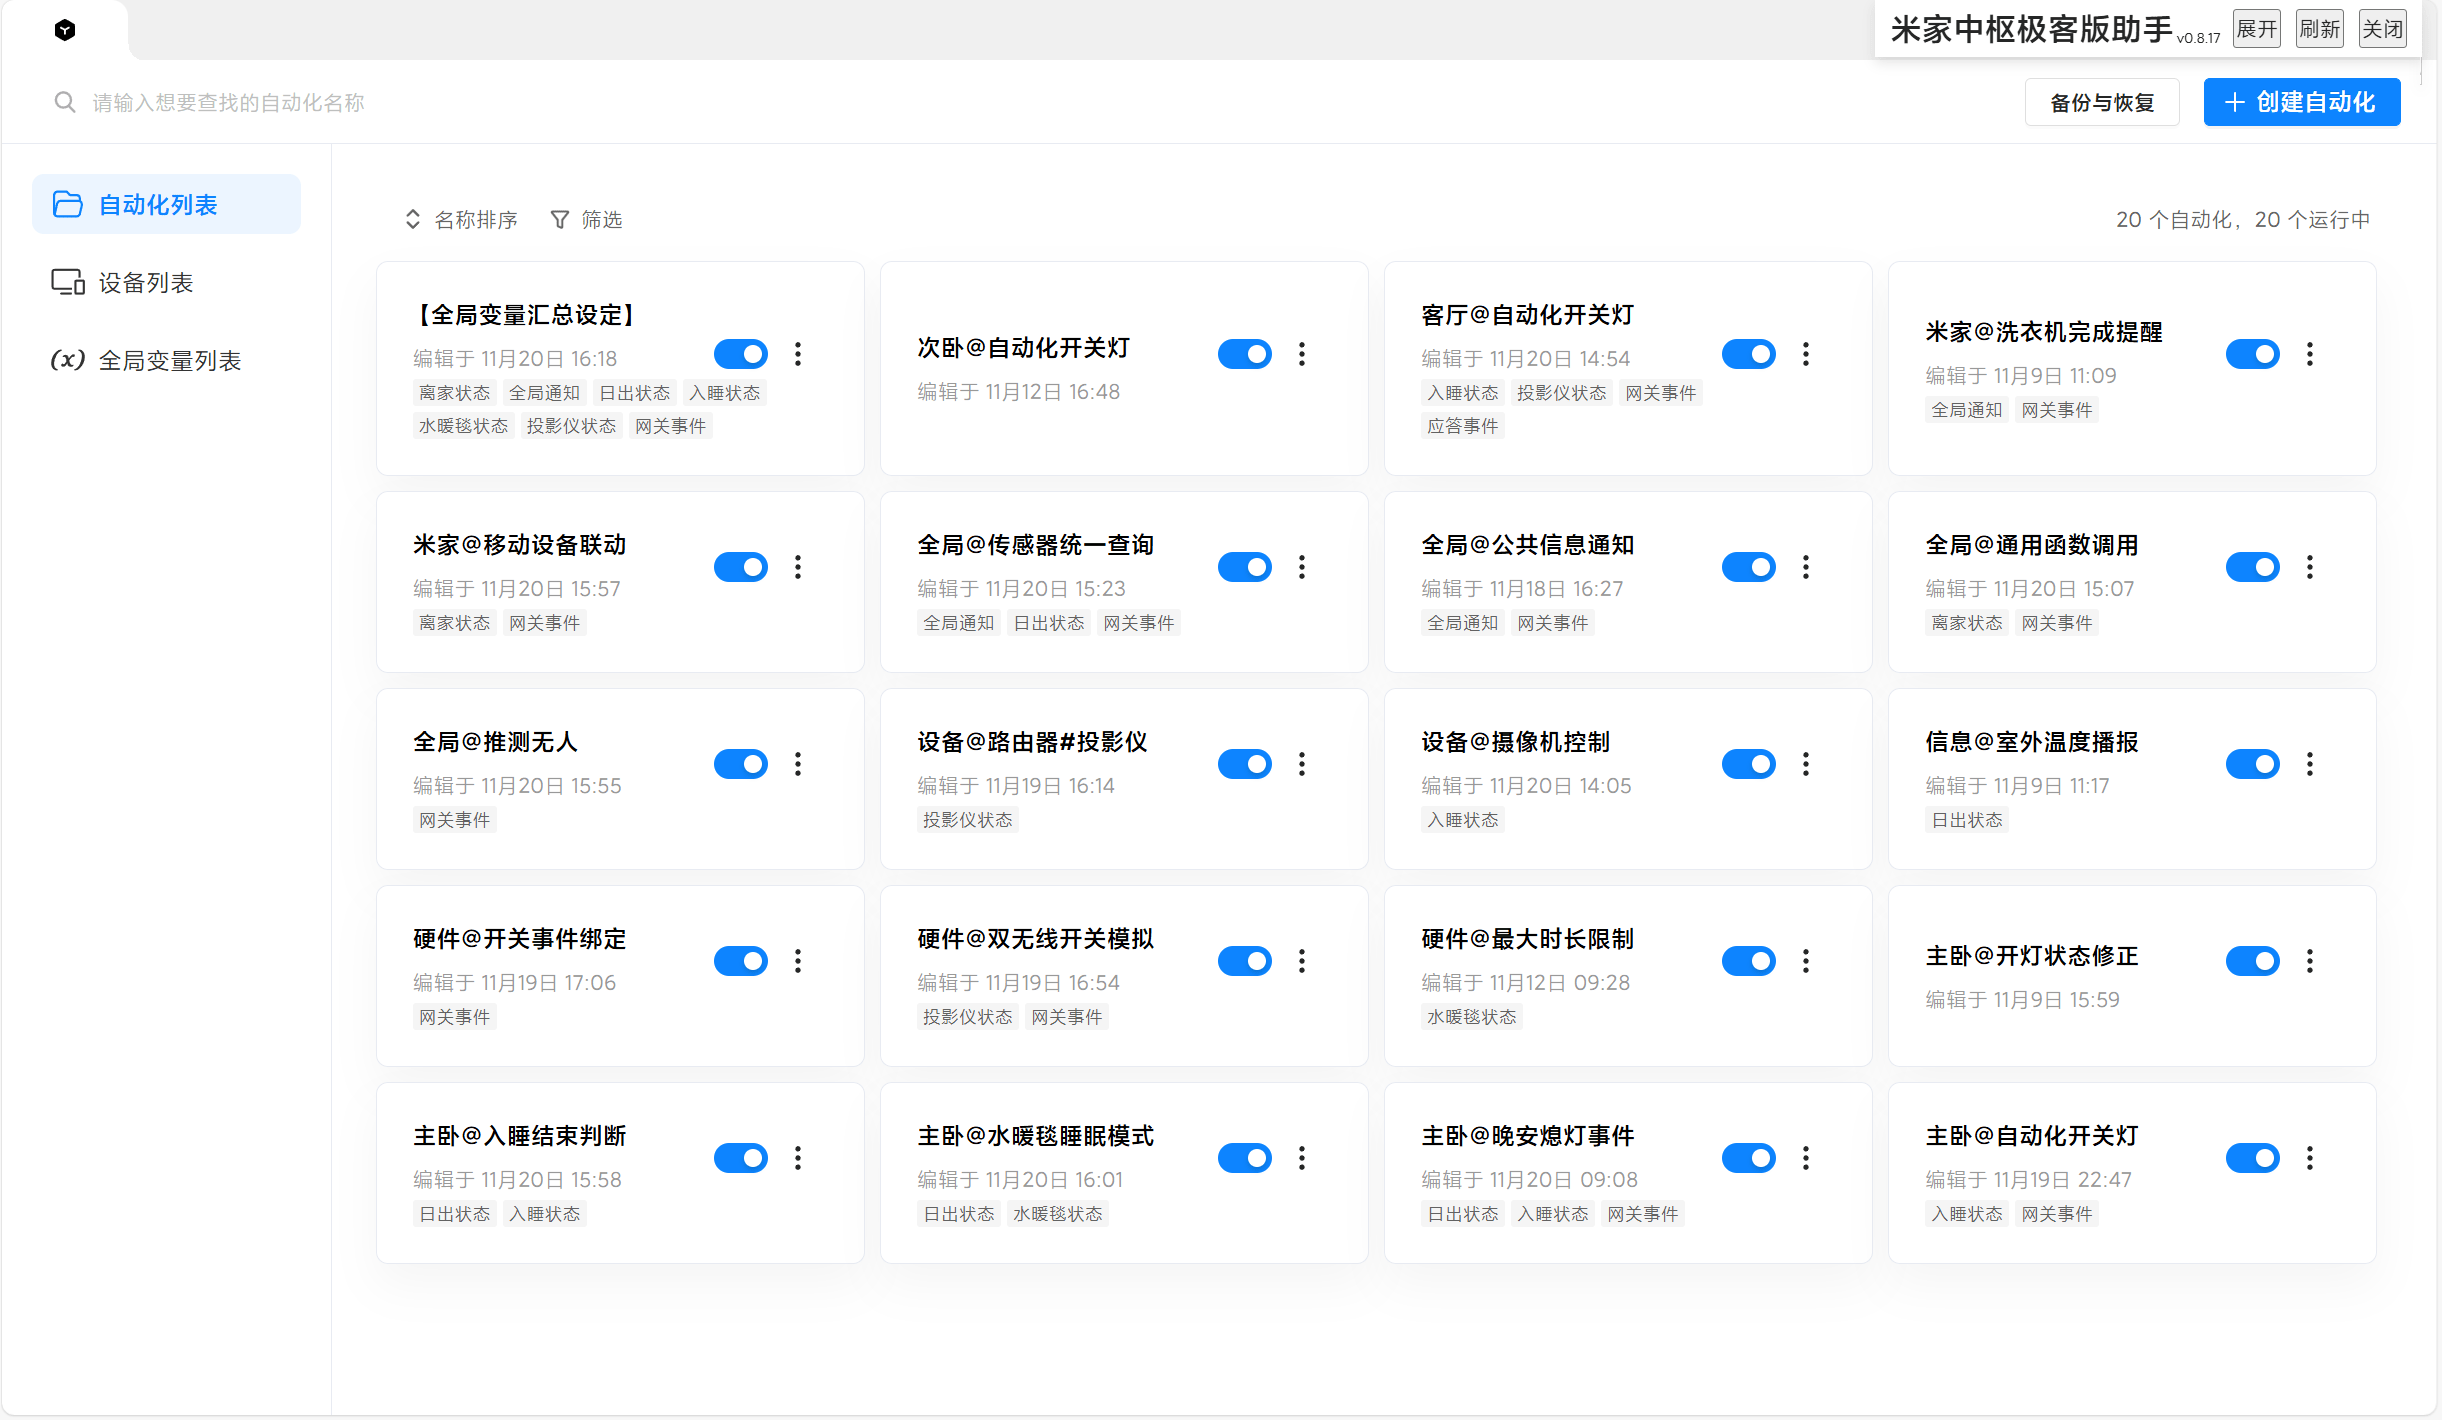 米家中枢极客版助手 v0.8.17 展开 刷新 关闭
请输入想要查找的自动化名称
备份与恢复
创建自动化
自动化列表
设备列表
(x) 全局变量列表
名称排序 筛选
20 个自动化，20 个运行中
【全局变量汇总设定】
编辑于 11月20日 16:18
离家状态 全局通知 日出状态 入睡状态
水暖毯状态 投影仪状态 网关事件
次卧@自动化开关灯
编辑于 11月12日 16:48
客厅@自动化开关灯
编辑于 11月20日 14:54
入睡状态 投影仪状态 网关事件
应答事件
米家@洗衣机完成提醒
编辑于 11月9日 11:09
全局通知 网关事件
米家@移动设备联动
编辑于 11月20日 15:57
离家状态 网关事件
全局@传感器统一查询
编辑于 11月20日 15:23
全局通知 日出状态 网关事件
全局@公共信息通知
编辑于 11月18日 16:27
全局通知 网关事件
全局@通用函数调用
编辑于 11月20日 15:07
离家状态 网关事件
全局@推测无人
编辑于 11月20日 15:55
网关事件
设备@路由器#投影仪
编辑于 11月19日 16:14
投影仪状态
设备@摄像机控制
编辑于 11月20日 14:05
入睡状态
信息@室外温度播报
编辑于 11月9日 11:17
日出状态
硬件@开关事件绑定
编辑于 11月19日 17:06
网关事件
硬件@双无线开关模拟
编辑于 11月19日 16:54
投影仪状态 网关事件
硬件@最大时长限制
编辑于 11月12日 09:28
水暖毯状态
主卧@开灯状态修正
编辑于 11月9日 15:59
主卧@入睡结束判断
编辑于 11月20日 15:58
日出状态 入睡状态
主卧@水暖毯睡眠模式
编辑于 11月20日 16:01
日出状态 水暖毯状态
主卧@晚安熄灯事件
编辑于 11月20日 09:08
日出状态 入睡状态 网关事件
主卧@自动化开关灯
编辑于 11月19日 22:47
入睡状态 网关事件